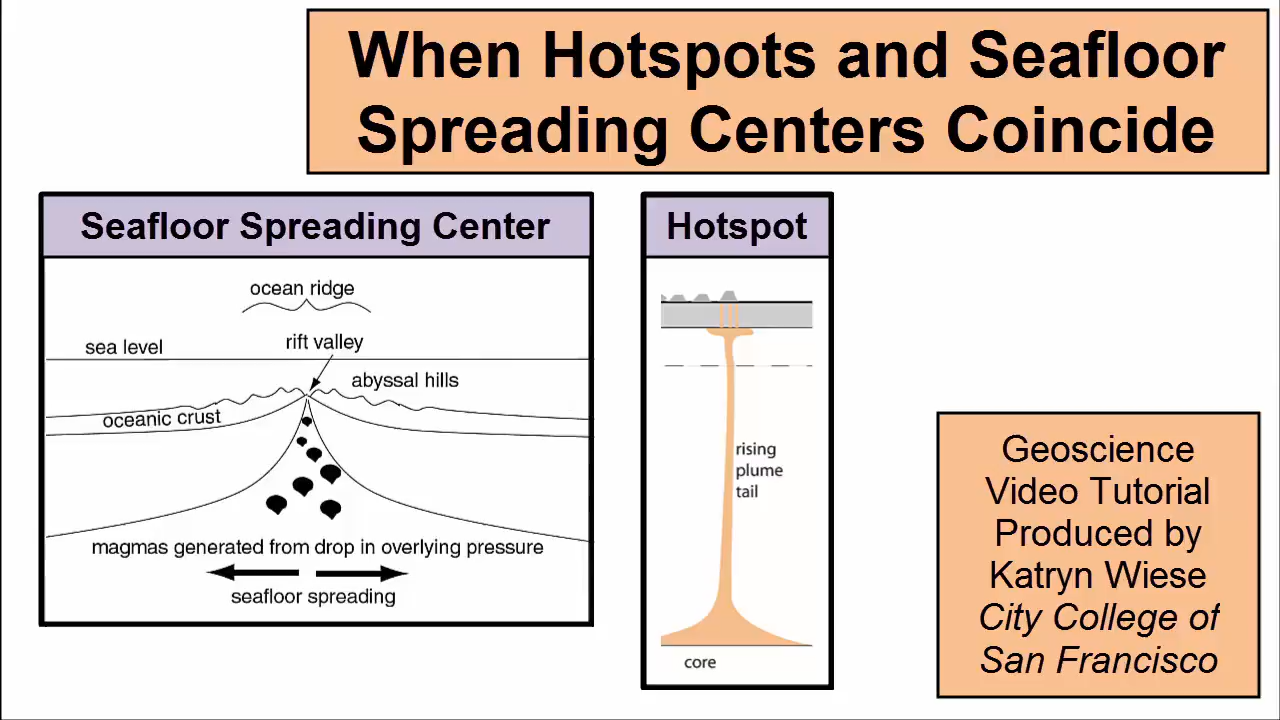 When Hotspots and Seafloor
Spreading Centers Coincide
Seafloor Spreading Center
ocean ridge
rift valley
sea level
abyssal hills
oceanic crust
magmas generated from drop in overlying pressure
seafloor spreading
Hotspot
rising
plume
tail
core
Geoscience
Video Tutorial
Produced by
Katryn Wiese
City College of
San Francisco